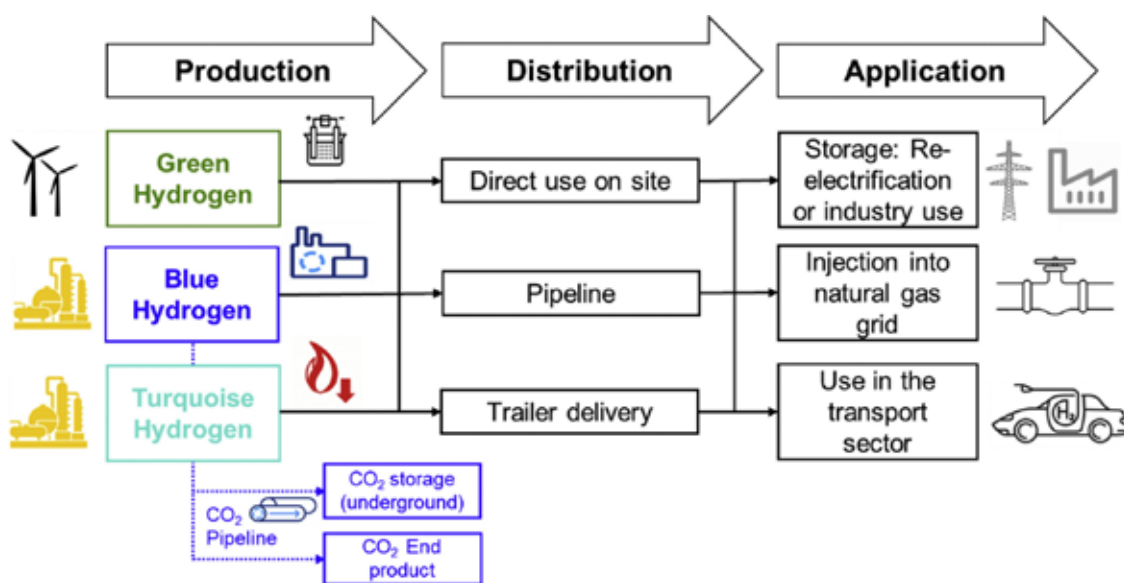 Production
Distribution
Application
Green
Hydrogen
Direct use on site
Storage: Re-
electrification
or industry use
Blue
Hydrogen
Pipeline
Injection into
natural gas
grid
Turquoise
Hydrogen
Trailer delivery
Use in the
transport
sector
H₂
CO₂ storage
(underground)
CO₂
Pipeline
CO₂ End
product